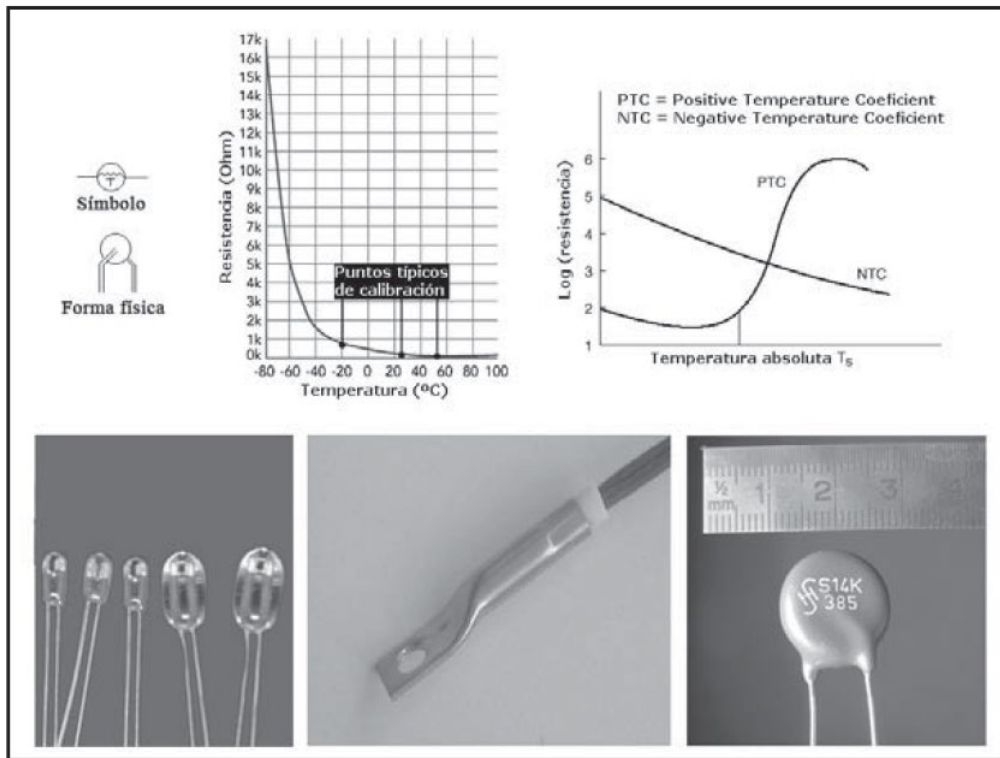 Símbolo
Forma física
Resistencia (Ohm)
17k
16k
15k
14k
13k
12k
11k
10k
9k
8k
7k
6k
5k
4k
3k
2k
1k
0k
Puntos típicos
de calibración
-80 -60 -40 -20 0 20 40 60 80 100
Temperatura (ºC)
PTC = Positive Temperature Coeficient
NTC = Negative Temperature Coeficient
Log (resistencia)
6
5
4
3
2
1
PTC
NTC
Temperatura absoluta T₅
½
mm
1 2 3 4
S14K
385